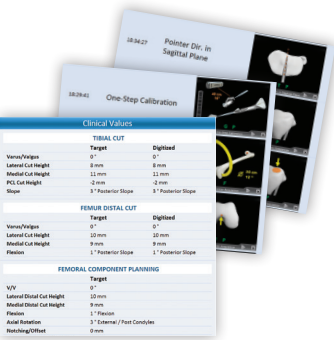 18:34:27
Pointer Dir. in
Sagittal Plane
18:29:41
One-Step Calibration
Clinical Values
TIBIAL CUT
Target Digitized
Varus/Valgus 0° 0°
Lateral Cut Height 8 mm 8 mm
Medial Cut Height 11 mm 11 mm
PCL Cut Height -2 mm -2 mm
Slope 3 ° Posterior Slope 3 ° Posterior Slope
FEMUR DISTAL CUT
Target Digitized
Varus/Valgus 0° 0°
Lateral Cut Height 10 mm 10 mm
Medial Cut Height 9 mm 9 mm
Flexion 1 ° Posterior Slope 1 ° Posterior Slope
FEMORAL COMPONENT PLANNING
Target
V/V 0°
Lateral Distal Cut Height 10 mm
Medial Distal Cut Height 9 mm
Flexion 1 ° Flexion
Axial Rotation 3 ° External / Post Condyles
Notching/Offset 0 mm